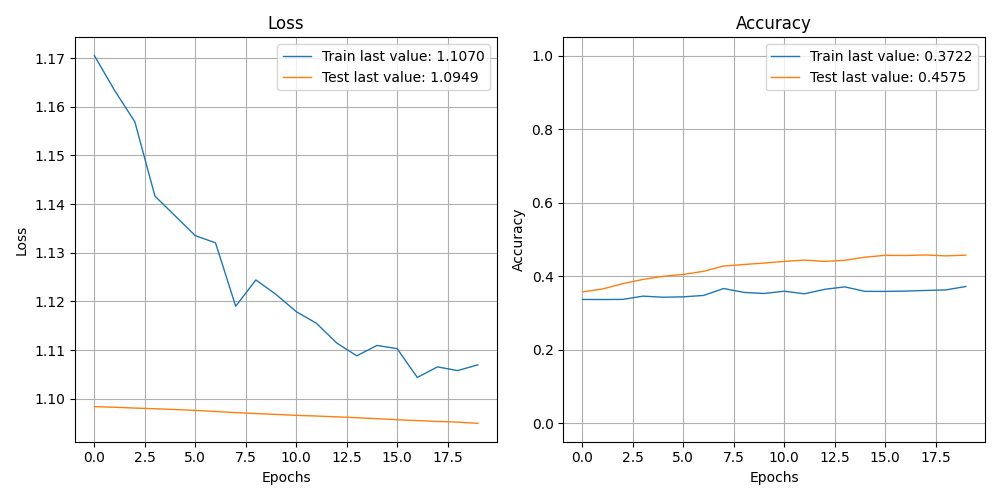 Loss
Train last value: 1.1070
Test last value: 1.0949
1.17
1.16
1.15
1.14
1.13
1.12
1.11
1.10
Loss
0.0 2.5 5.0 7.5 10.0 12.5 15.0 17.5
Epochs
Accuracy
Train last value: 0.3722
Test last value: 0.4575
1.0
0.8
0.6
0.4
0.2
0.0
Accuracy
0.0 2.5 5.0 7.5 10.0 12.5 15.0 17.5
Epochs